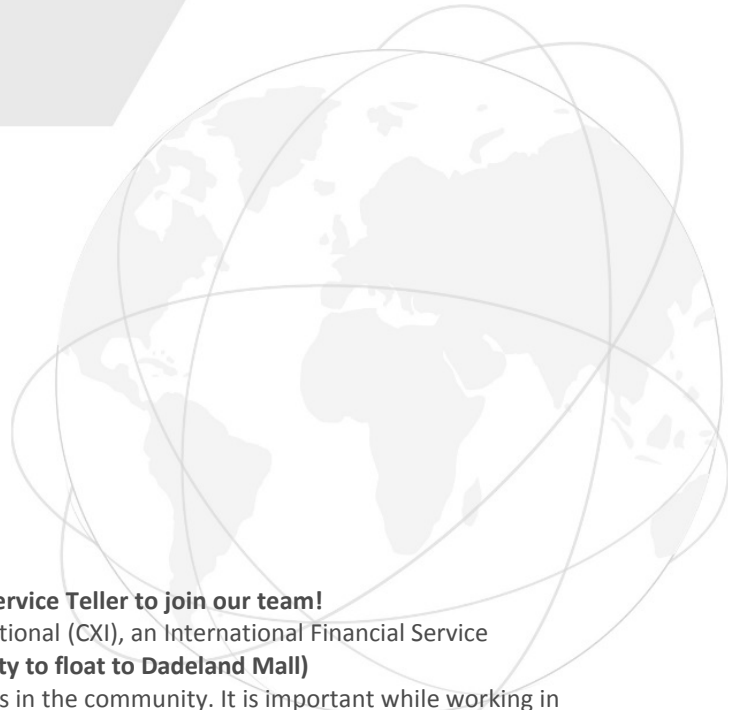 ervice Teller to join our team!
tional (CXI), an International Financial Service
ty to float to Dadeland Mall)
s in the community. It is important while working in